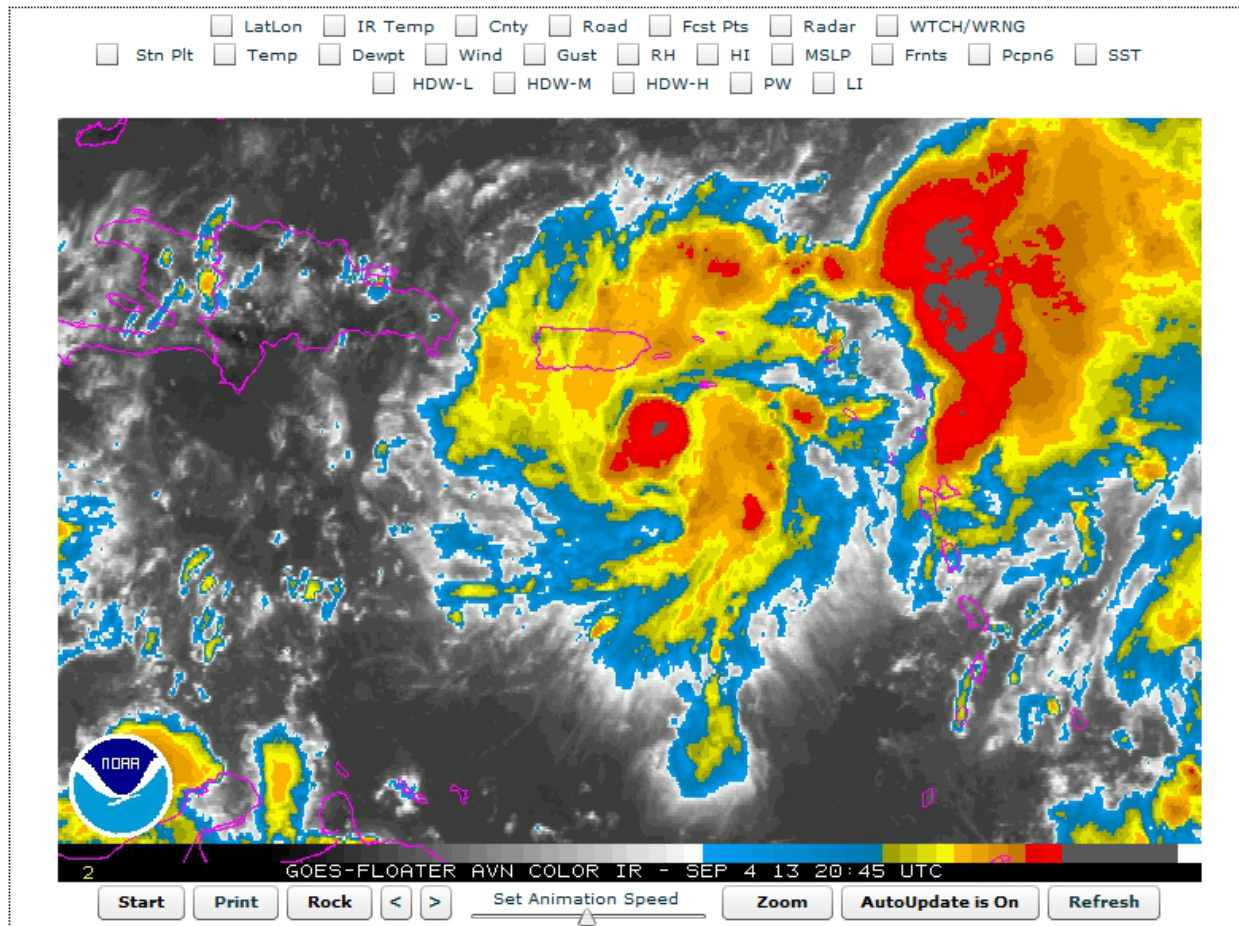 LatLon IR Temp Cnty Road Fcst Pts Radar WTCH/WRNG
Stn Plt Temp Dewpt Wind Gust RH HI MSLP Frnts Pcpn6 SST
HDW-L HDW-M HDW-H PW LI
NOAA
2 GOES-FLOATER AVN COLOR IR - SEP 4 13 20:45 UTC
Start Print Rock < > Set Animation Speed Zoom AutoUpdate is On Refresh